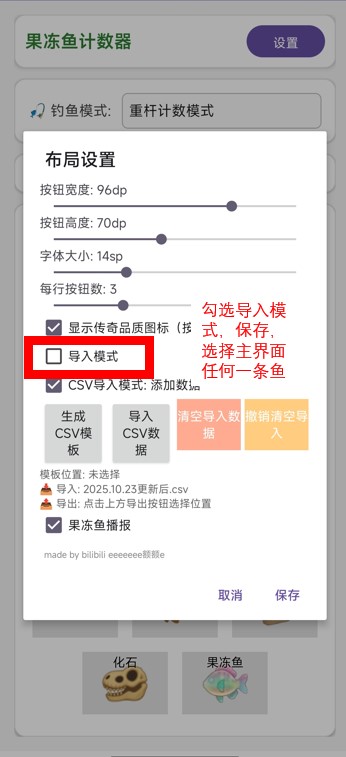 果冻鱼计数器
设置
🎣 钓鱼模式:
重杆计数模式
布局设置
按钮宽度: 96dp
按钮高度: 70dp
字体大小: 14sp
每行按钮数: 3
显示传奇品质图标（按
导入模式
CSV导入模式: 添加数据
勾选导入模
式，保存，
选择主界面
任何一条鱼
生成
CSV模
板
导入
CSV数
据
清空导入数
据
撤销清空导
入
模板位置: 未选择
📥 导入: 2025.10.23更新后.csv
📤 导出: 点击上方导出按钮选择位置
果冻鱼播报
made by bilibili eeeeeee额额e
取消
保存
化石
果冻鱼